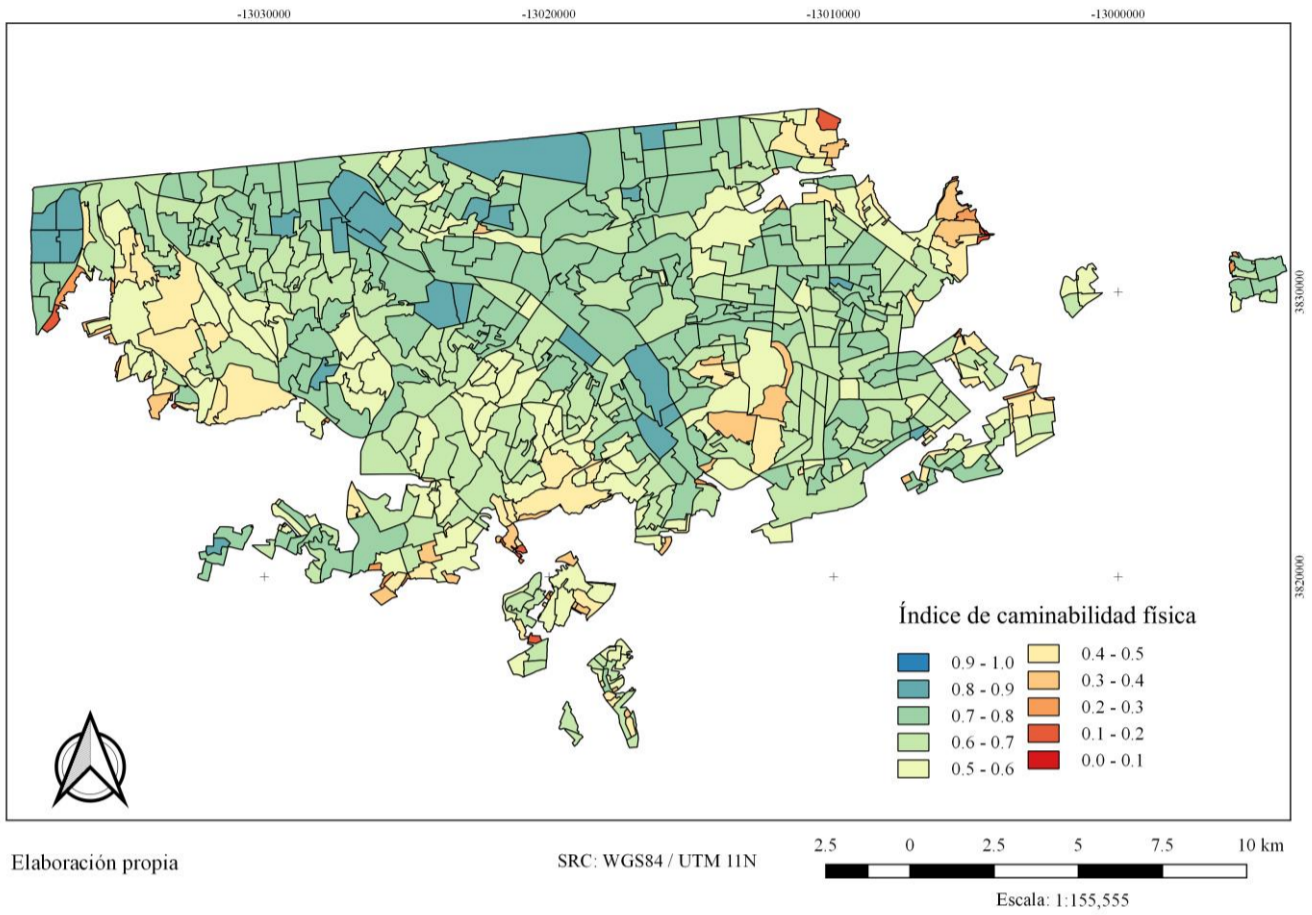 -13030000 -13020000 -13010000 -13000000
3830000
3820000
Índice de caminabilidad física
0.9 - 1.0 0.4 - 0.5
0.8 - 0.9 0.3 - 0.4
0.7 - 0.8 0.2 - 0.3
0.6 - 0.7 0.1 - 0.2
0.5 - 0.6 0.0 - 0.1
Elaboración propia
SRC: WGS84 / UTM 11N
2.5 0 2.5 5 7.5 10 km
Escala: 1:155,555